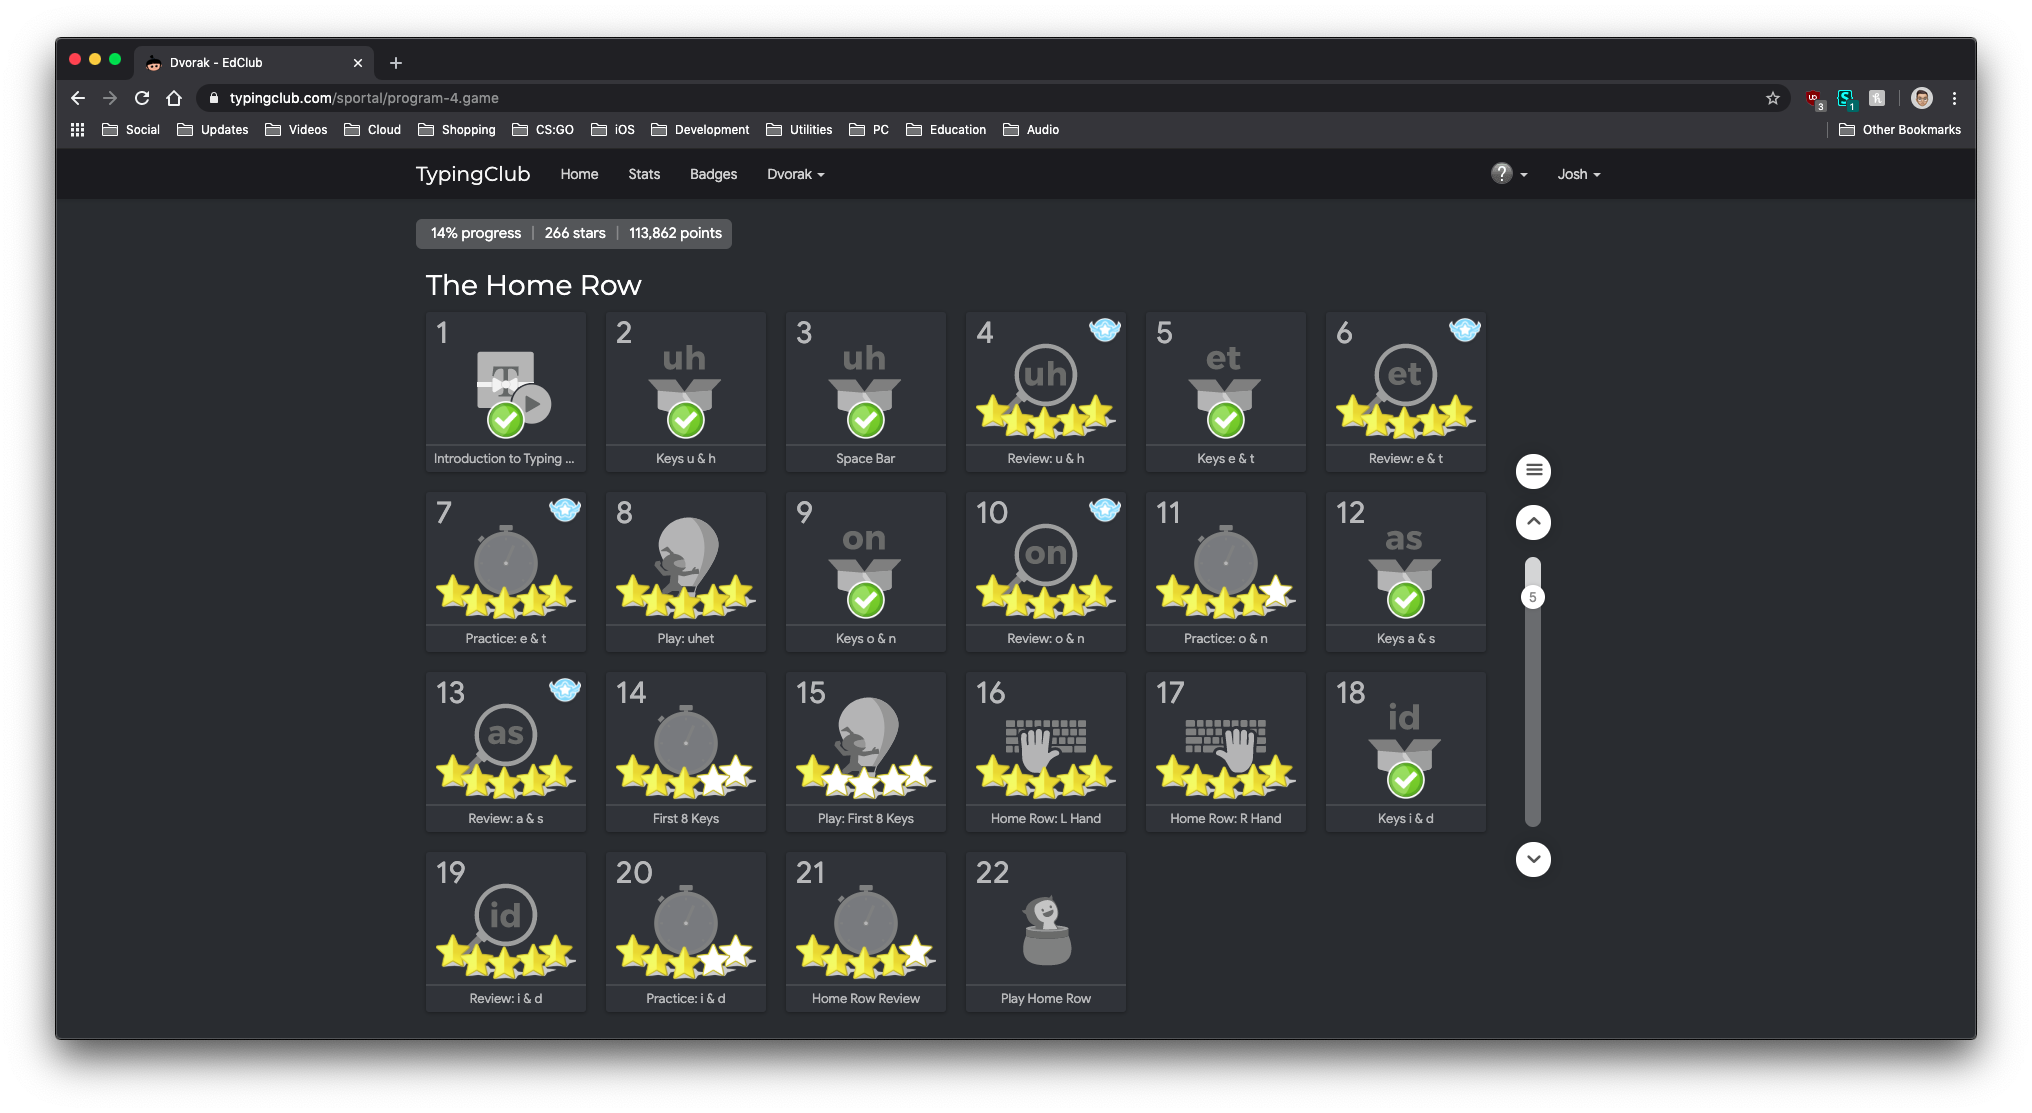 Dvorak - EdClub
typingclub.com/sportal/program-4.game
UD 3 S 1
Social Updates Videos Cloud Shopping CS:GO iOS Development Utilities PC Education Audio Other Bookmarks
TypingClub Home Stats Badges Dvorak ? Josh
14% progress | 266 stars | 113,862 points
The Home Row
1 2 3 4 5 6
T uh uh uh et et
Introduction to Typing ... Keys u & h Space Bar Review: u & h Keys e & t Review: e & t
7 8 9 10 11 12
on on as
Practice: e & t Play: uhet Keys o & n Review: o & n Practice: o & n Keys a & s
5
13 14 15 16 17 18
as id
Review: a & s First 8 Keys Play: First 8 Keys Home Row: L Hand Home Row: R Hand Keys i & d
19 20 21 22
id
Review: i & d Practice: i & d Home Row Review Play Home Row